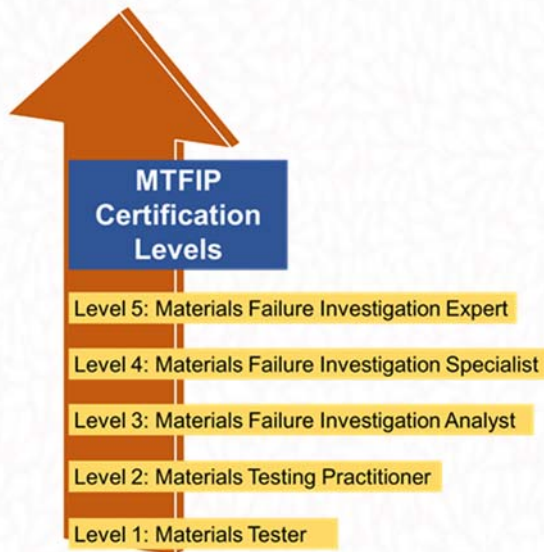 MTFIP
Certification
Levels
Level 5: Materials Failure Investigation Expert
Level 4: Materials Failure Investigation Specialist
Level 3: Materials Failure Investigation Analyst
Level 2: Materials Testing Practitioner
Level 1: Materials Tester